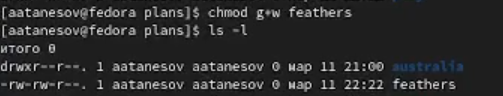 [aatanesov@fedora plans]$ chmod g+w feathers
[aatanesov@fedora plans]$ ls -l
итого 0
drwxr--r--. 1 aatanesov aatanesov 0 мар 11 21:00 australia
-rw-rw-r--. 1 aatanesov aatanesov 0 мар 11 22:22 feathers